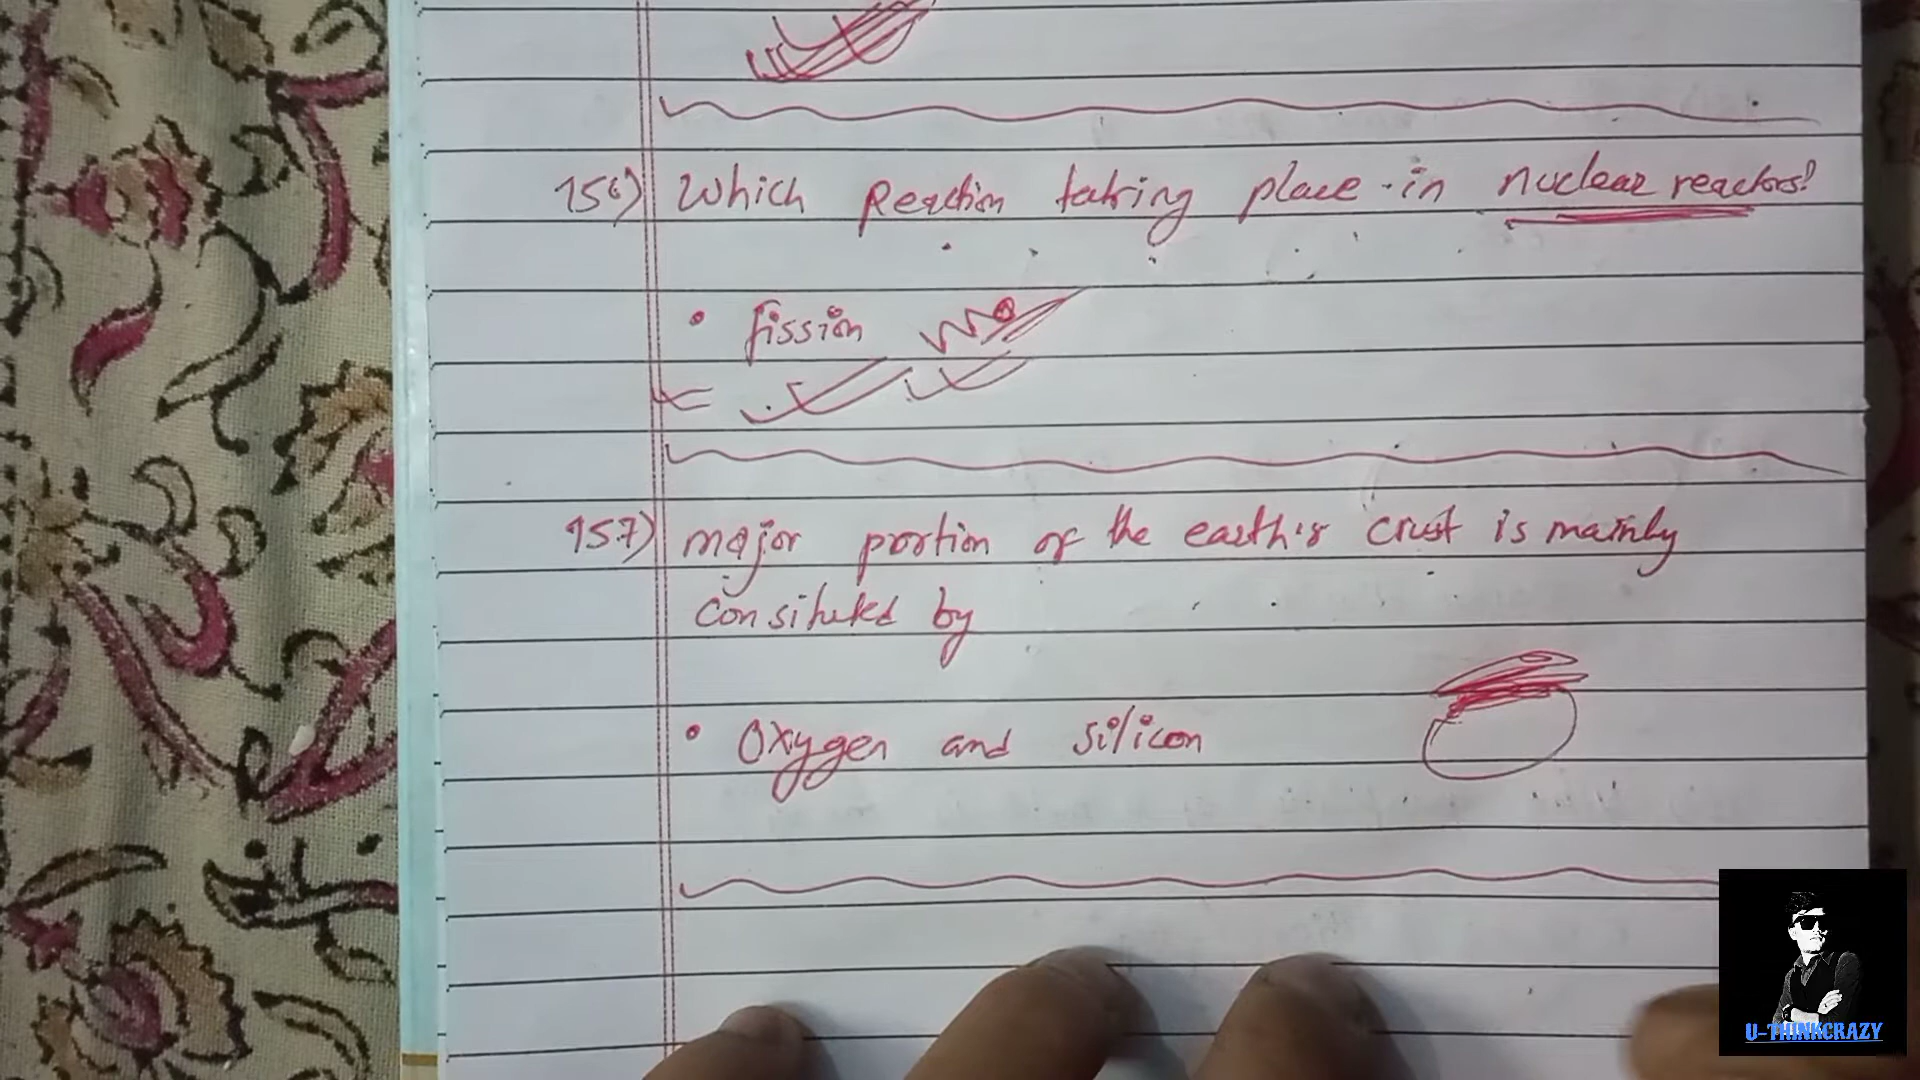 156) Which Reaction taking place in nuclear reactors?
• fission
157) major portion of the earth's crust is mainly
consituted by
• Oxygen and silicon
U-THINKCRAZY